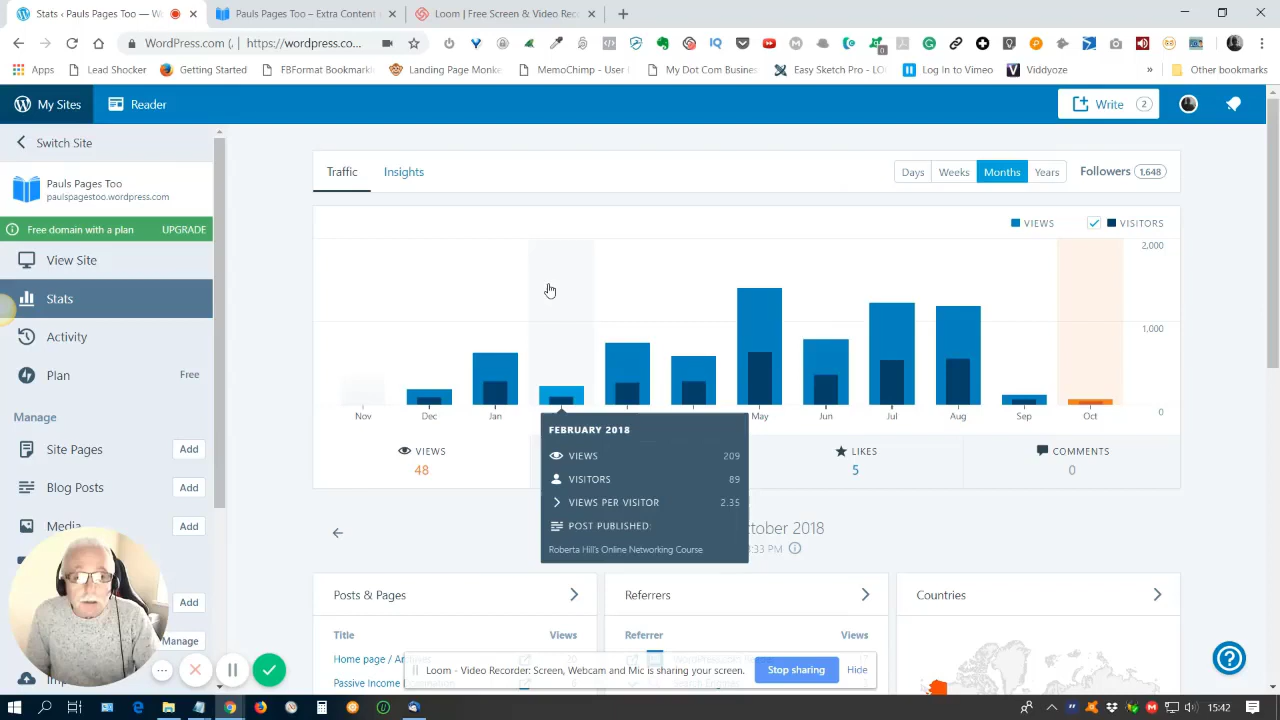 Stats ‹ Pauls Pages Too — W
Pauls Pages Too – Extra Content
Loom | Free Screen & Video Rec
WordPress.com (,
https://wordpress.co...
Apps
Lead Shocker
Getting Started
FBFormat Bookmark
Landing Page Monke
MemoChimp - User L
My Dot Com Busines
Easy Sketch Pro - LO
Log In to Vimeo
Viddyoze
»
Other bookmarks
My Sites
Reader
Write
2
Switch Site
Pauls Pages Too
paulspagestoo.wordpress.com
Free domain with a plan
UPGRADE
View Site
Stats
Activity
Plan
Free
Manage
Site Pages
Add
Blog Posts
Add
Media
Add
Add
Manage
Traffic
Insights
Days
Weeks
Months
Years
Followers
1,648
VIEWS
VISITORS
2,000
1,000
0
Nov
Dec
Jan
May
Jun
Jul
Aug
Sep
Oct
FEBRUARY 2018
VIEWS
209
VISITORS
89
VIEWS PER VISITOR
2.35
POST PUBLISHED:
Roberta Hill's Online Networking Course
VIEWS
48
LIKES
5
COMMENTS
0
ctober 2018
:33 PM
Posts & Pages
Title
Views
Home page / Ar
Passive Income
Referrers
Referrer
Views
Countries
Loom - Video Recorder: Screen, Webcam and Mic is sharing your screen.
Stop sharing
Hide
15:42